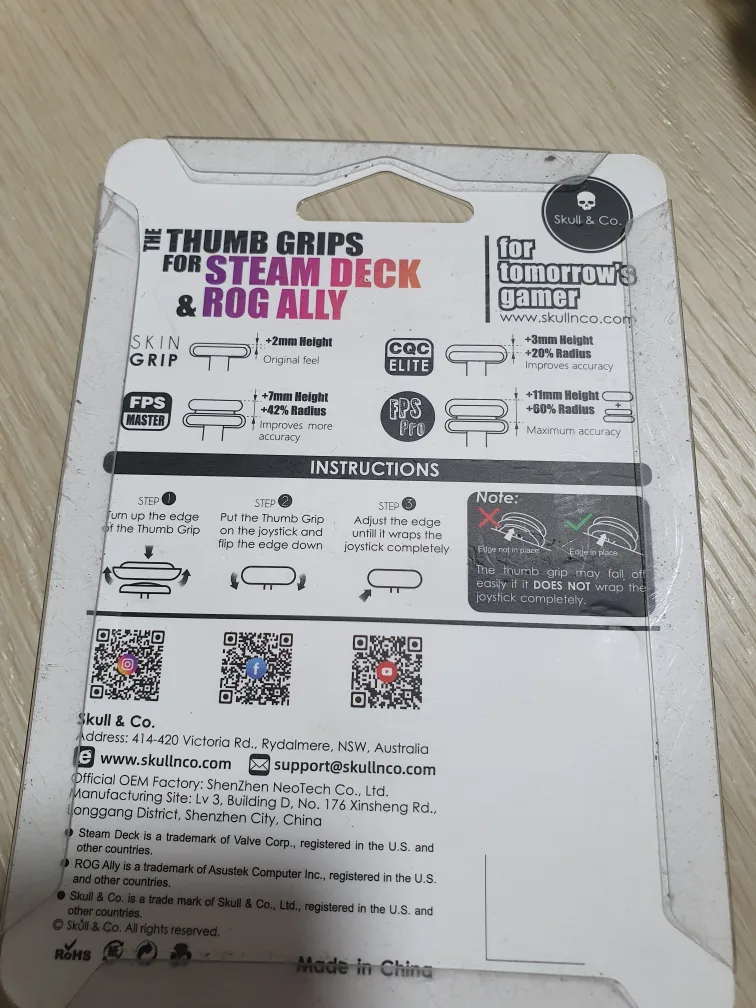 Skull & Co.
THE THUMB GRIPS
FOR STEAM DECK
& ROG ALLY
for
tomorrow's
gamer
www.skullnco.com
SKIN
GRIP
+2mm Height
Original feel
CQC
ELITE
+3mm Height
+20% Radius
Improves accuracy
FPS
MASTER
+7mm Height
+42% Radius
Improves more
accuracy
FPS
Pro
+11mm Height
+60% Radius
+
Maximum accuracy
INSTRUCTIONS
STEP 1
Turn up the edge
of the Thumb Grip
STEP 2
Put the Thumb Grip
on the joystick and
flip the edge down
STEP 3
Adjust the edge
untill it wraps the
joystick completely
Note:
Edge not in place
Edge in place
The thumb grip may fall off
easily if it DOES NOT wrap the
joystick completely.
Skull & Co.
Address: 414-420 Victoria Rd., Rydalmere, NSW, Australia
www.skullnco.com support@skullnco.com
Official OEM Factory: ShenZhen NeoTech Co., Ltd.
Manufacturing Site: Lv 3, Building D, No. 176 Xinsheng Rd.,
Longgang District, Shenzhen City, China
● Steam Deck is a trademark of Valve Corp., registered in the U.S. and
other countries.
● ROG Ally is a trademark of Asustek Computer Inc., registered in the U.S.
and other countries.
● Skull & Co. is a trade mark of Skull & Co., Ltd., registered in the U.S. and
other countries.
© Skull & Co. All rights reserved.
RoHS
Made in China